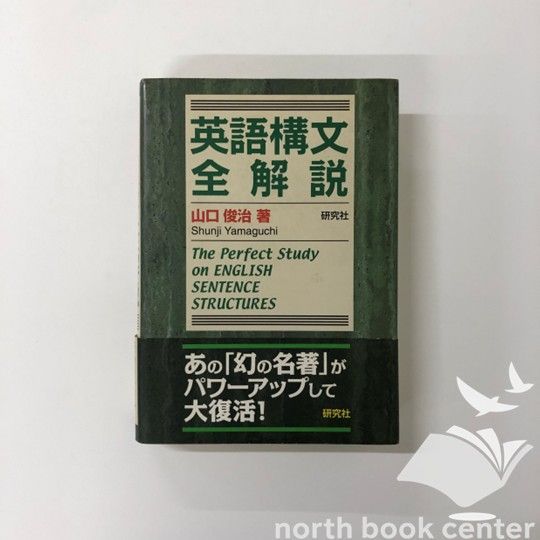 英語構文
全解説
山口 俊治 著
研究社
Shunji Yamaguchi
The Perfect Study
on ENGLISH
SENTENCE
STRUCTURES
あの「幻の名著」が
パワーアップして
大復活!
研究社
north book center